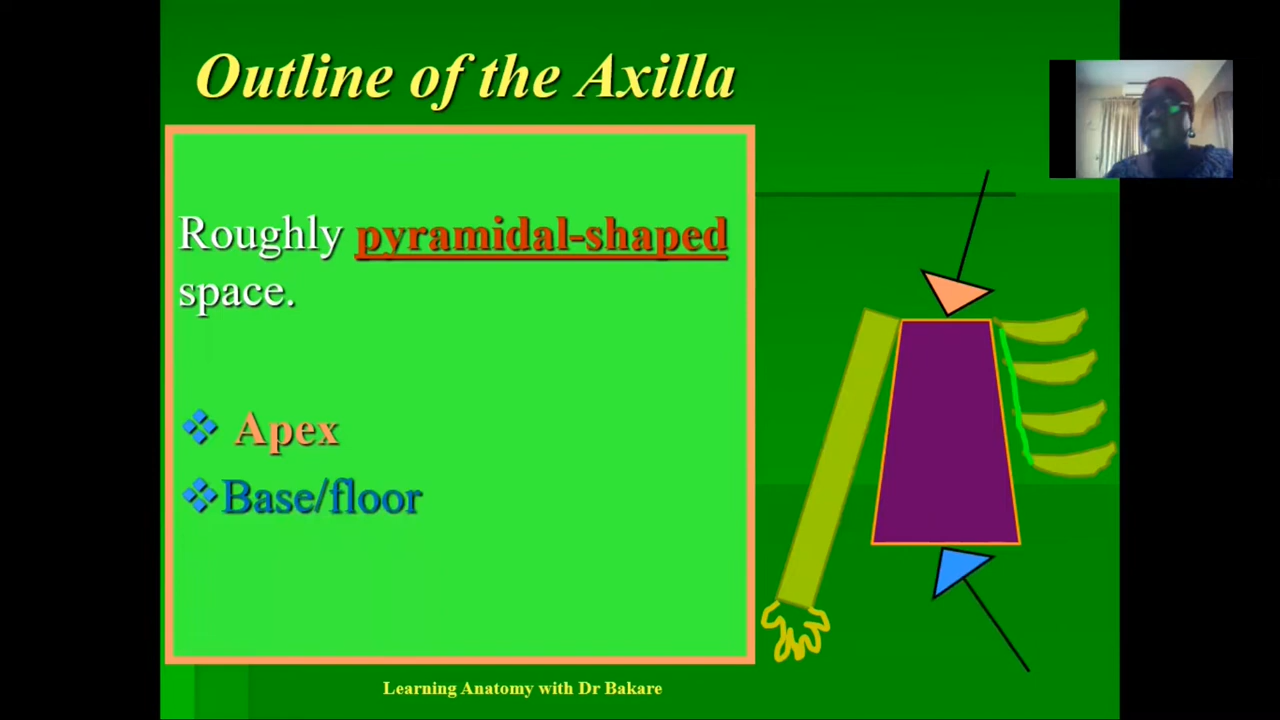 Outline of the Axilla
Roughly pyramidal-shaped
space.
Apex
Base/floor
Learning Anatomy with Dr Bakare